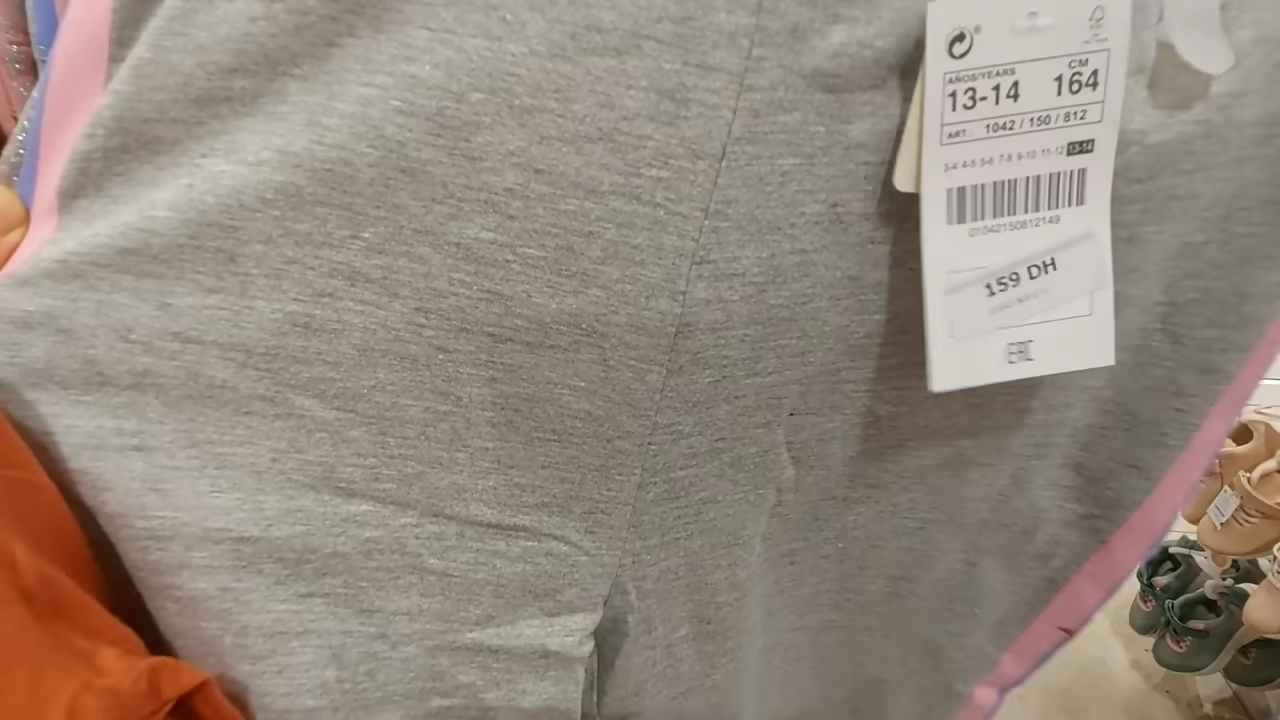 AÑOS/YEARS CM
13-14 164
ART.: 1042 / 150 / 812
3-4 4-5 5-6 7-8 9-10 11-12 13-14
01042150812149
159 DH
EAC